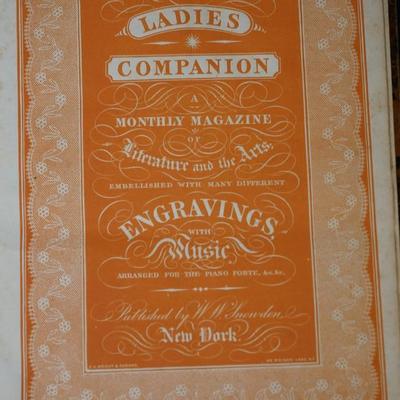 LADIES
COMPANION
A
MONTHLY MAGAZINE
OF
Literature and the Arts,
EMBELLISHED WITH MANY DIFFERENT
ENGRAVINGS,
WITH
Music,
ARRANGED FOR THE PIANO FORTE, &c. &c.
Published by W. W. Snowden,
New York.